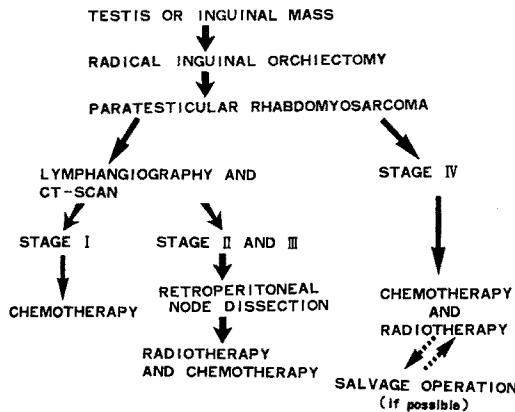 TESTIS OR INGUINAL MASS
RADICAL INGUINAL ORCHIECTOMY
PARATESTICULAR RHABDOMYOSARCOMA
LYMPHANGIOGRAPHY AND
CT-SCAN
STAGE IV
STAGE I
STAGE II AND III
CHEMOTHERAPY
RETROPERITONEAL
NODE DISSECTION
CHEMOTHERAPY
AND
RADIOTHERAPY
RADIOTHERAPY
AND CHEMOTHERAPY
SALVAGE OPERATION
(if possible)